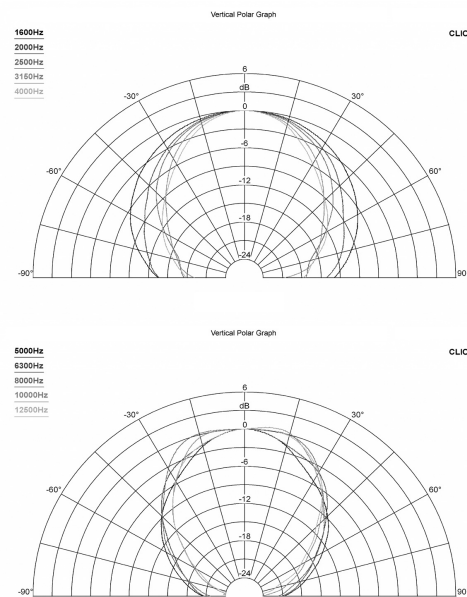 Vertical Polar Graph
1600Hz
2000Hz
2500Hz
3150Hz
4000Hz
CLIO
6
dB
-30°
30°
0
-6
-60°
60°
-12
-18
-24
-90°
90
Vertical Polar Graph
5000Hz
6300Hz
8000Hz
10000Hz
12500Hz
CLIO
6
dB
-30°
30°
0
-6
-60°
60°
-12
-18
-24
-90°
90